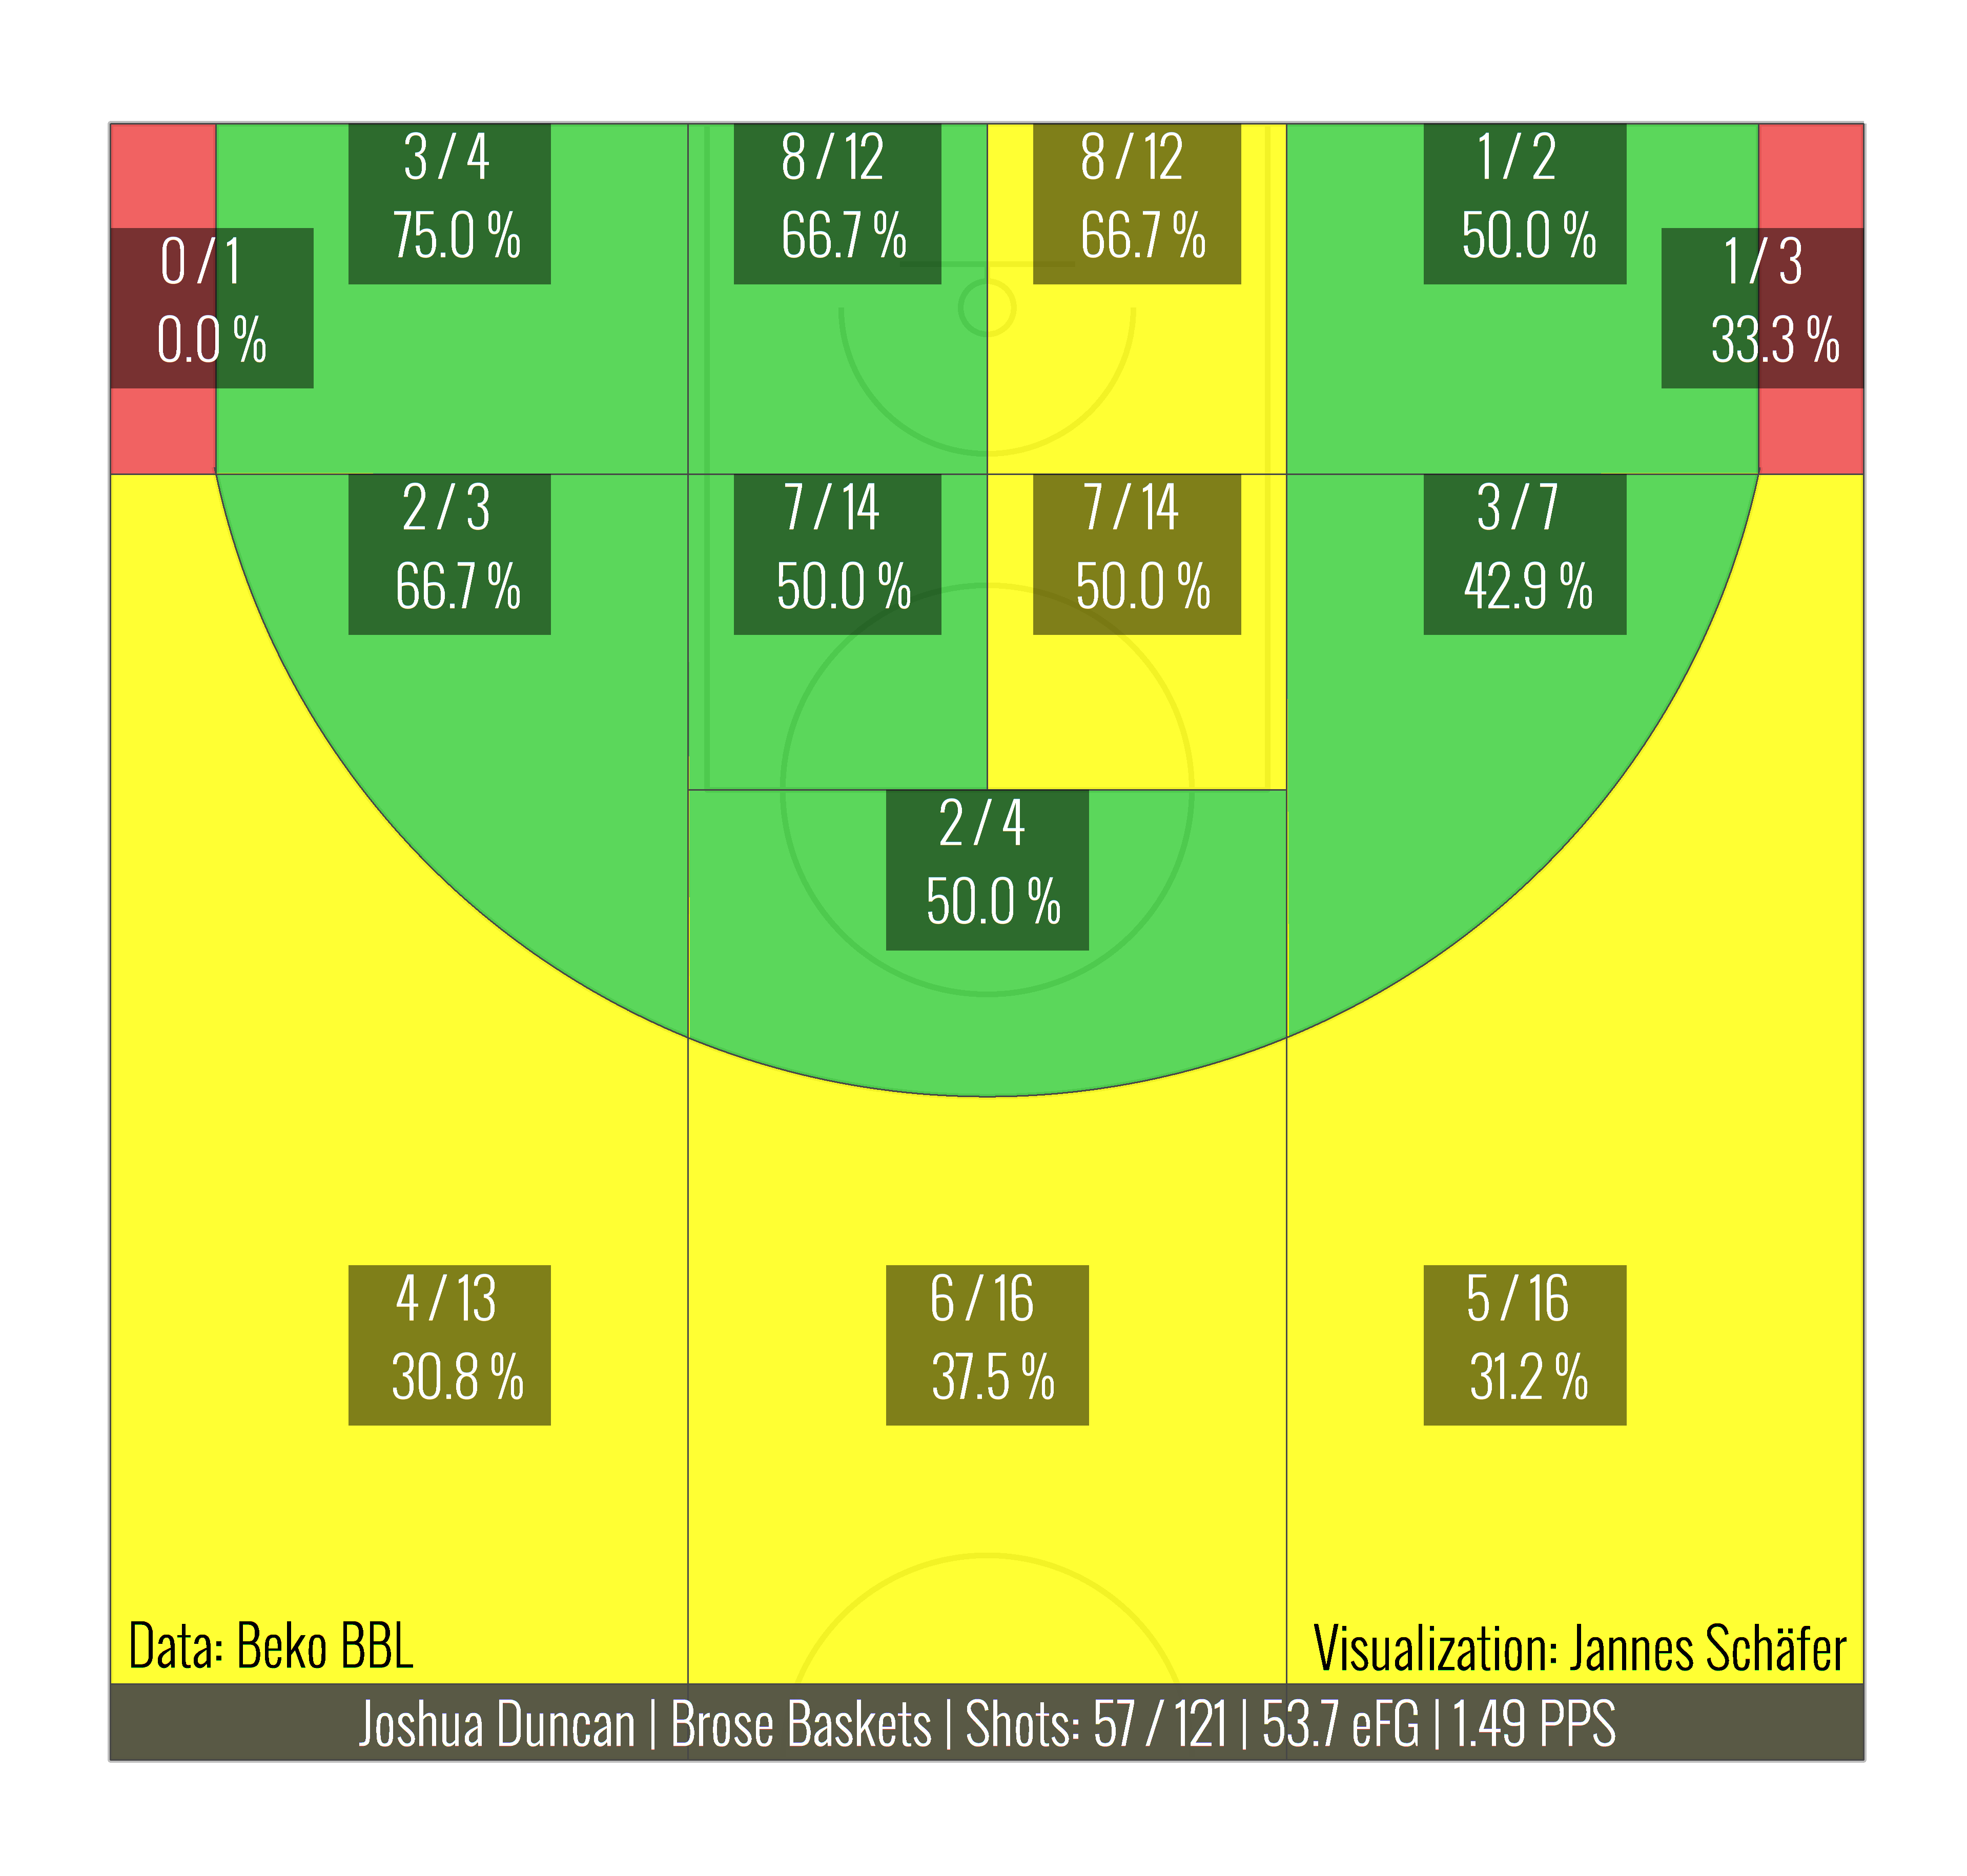 3 / 4
75.0 %
8 / 12
66.7 %
8 / 12
66.7 %
1 / 2
50.0 %
0 / 1
0.0 %
1 / 3
33.3 %
2 / 3
66.7 %
7 / 14
50.0 %
7 / 14
50.0 %
3 / 7
42.9 %
2 / 4
50.0 %
4 / 13
30.8 %
6 / 16
37.5 %
5 / 16
31.2 %
Data: Beko BBL
Visualization: Jannes Schäfer
Joshua Duncan | Brose Baskets | Shots: 57 / 121 | 53.7 eFG | 1.49 PPS